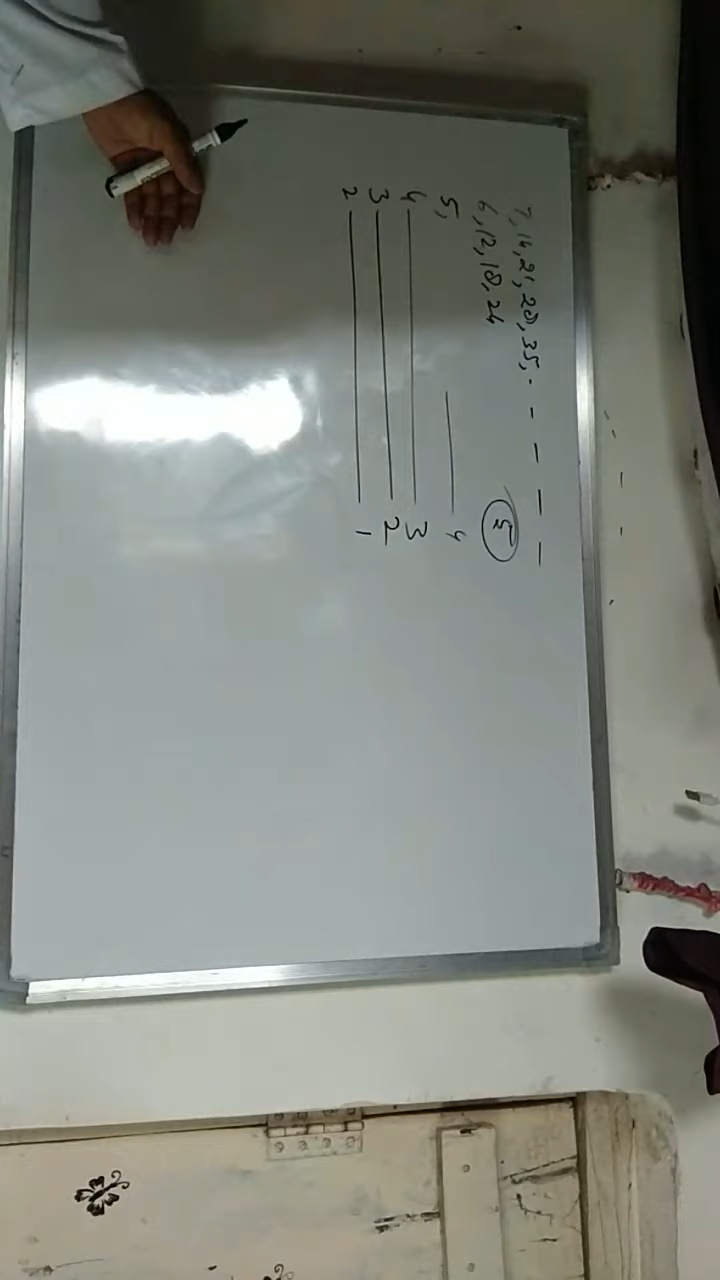 7, 14, 21, 28, 35, - - - - -
6, 12, 18, 24 5
5, ——— 4
4 ——— 3
3 ——— 2
2 ——— 1